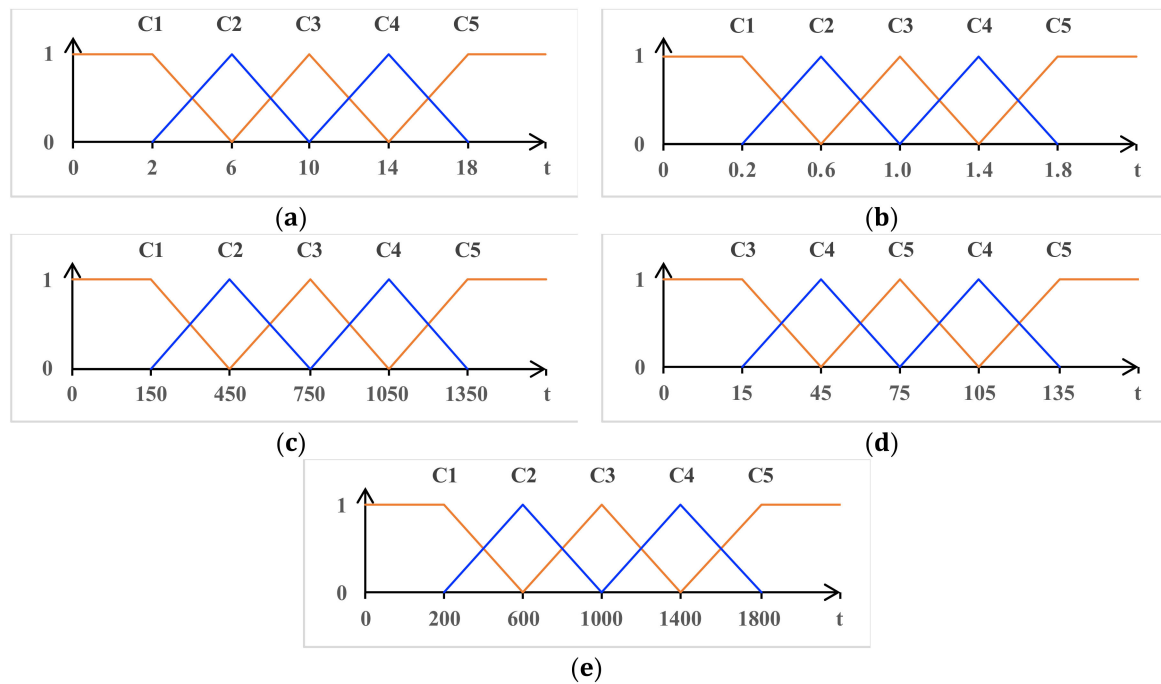 C1 C2 C3 C4 C5
1
0
0 2 6 10 14 18 t
(a)
C1 C2 C3 C4 C5
1
0
0 0.2 0.6 1.0 1.4 1.8 t
(b)
C1 C2 C3 C4 C5
1
0
0 150 450 750 1050 1350 t
(c)
C3 C4 C5 C4 C5
1
0
0 15 45 75 105 135 t
(d)
C1 C2 C3 C4 C5
1
0
0 200 600 1000 1400 1800 t
(e)